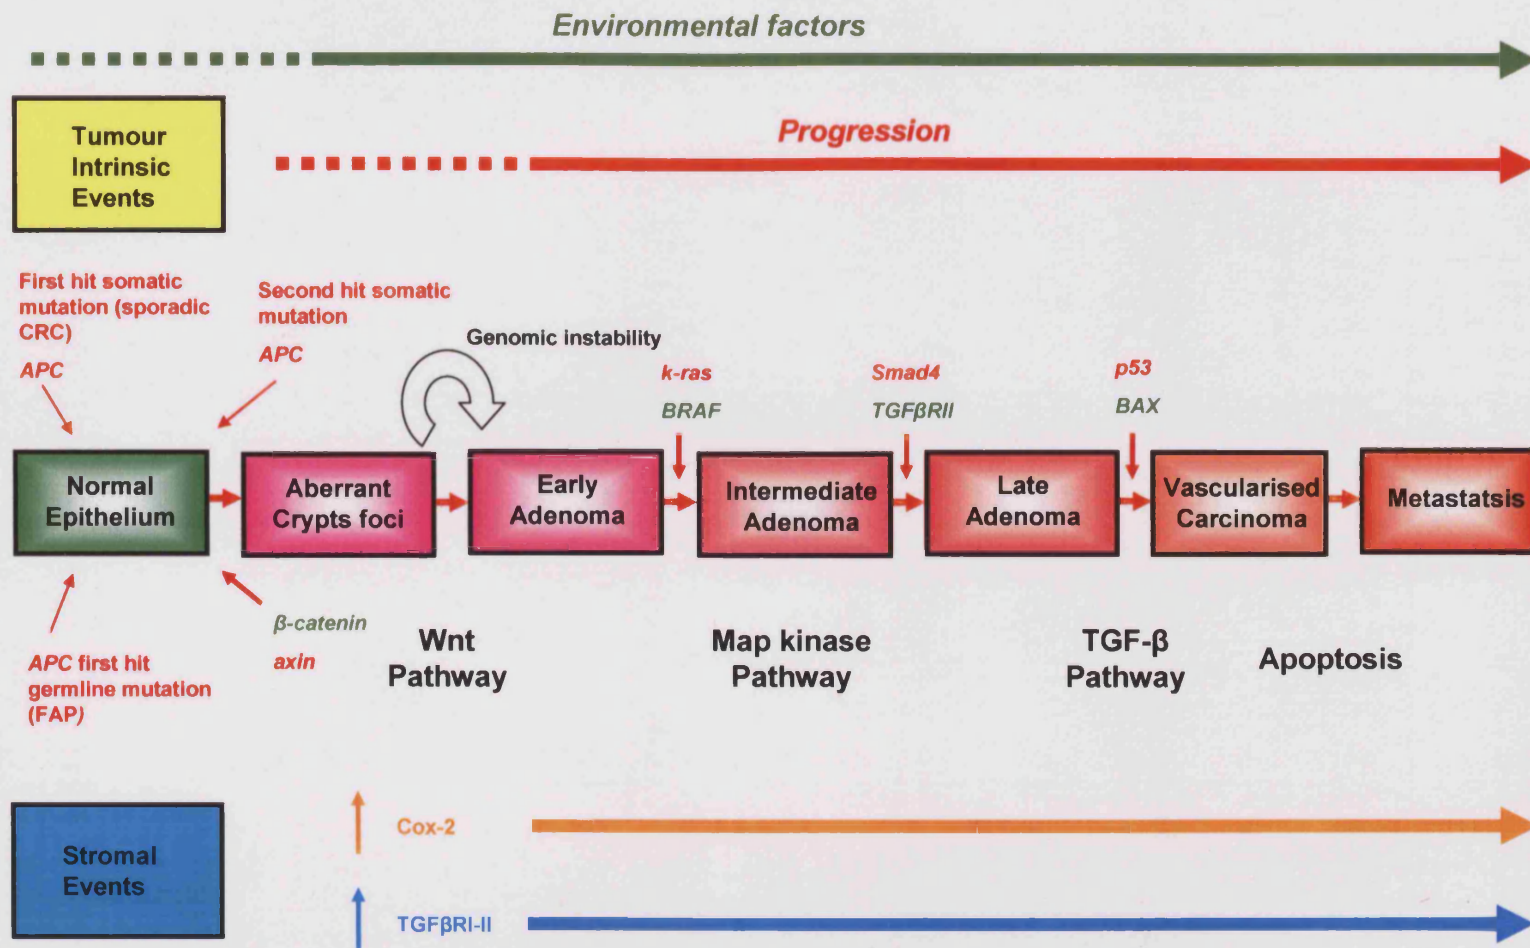 Environmental factors
Tumour
Intrinsic
Events
Progression
First hit somatic
mutation (sporadic
CRC)
APC
Second hit somatic
mutation
APC
Genomic instability
k-ras
BRAF
Smad4
TGFβRII
p53
BAX
Normal
Epithelium
Aberrant
Crypts foci
Early
Adenoma
Intermediate
Adenoma
Late
Adenoma
Vascularised
Carcinoma
Metastatsis
APC first hit
germline mutation
(FAP)
β-catenin
axin
Wnt
Pathway
Map kinase
Pathway
TGF-β
Pathway
Apoptosis
Stromal
Events
Cox-2
TGFβRI-II